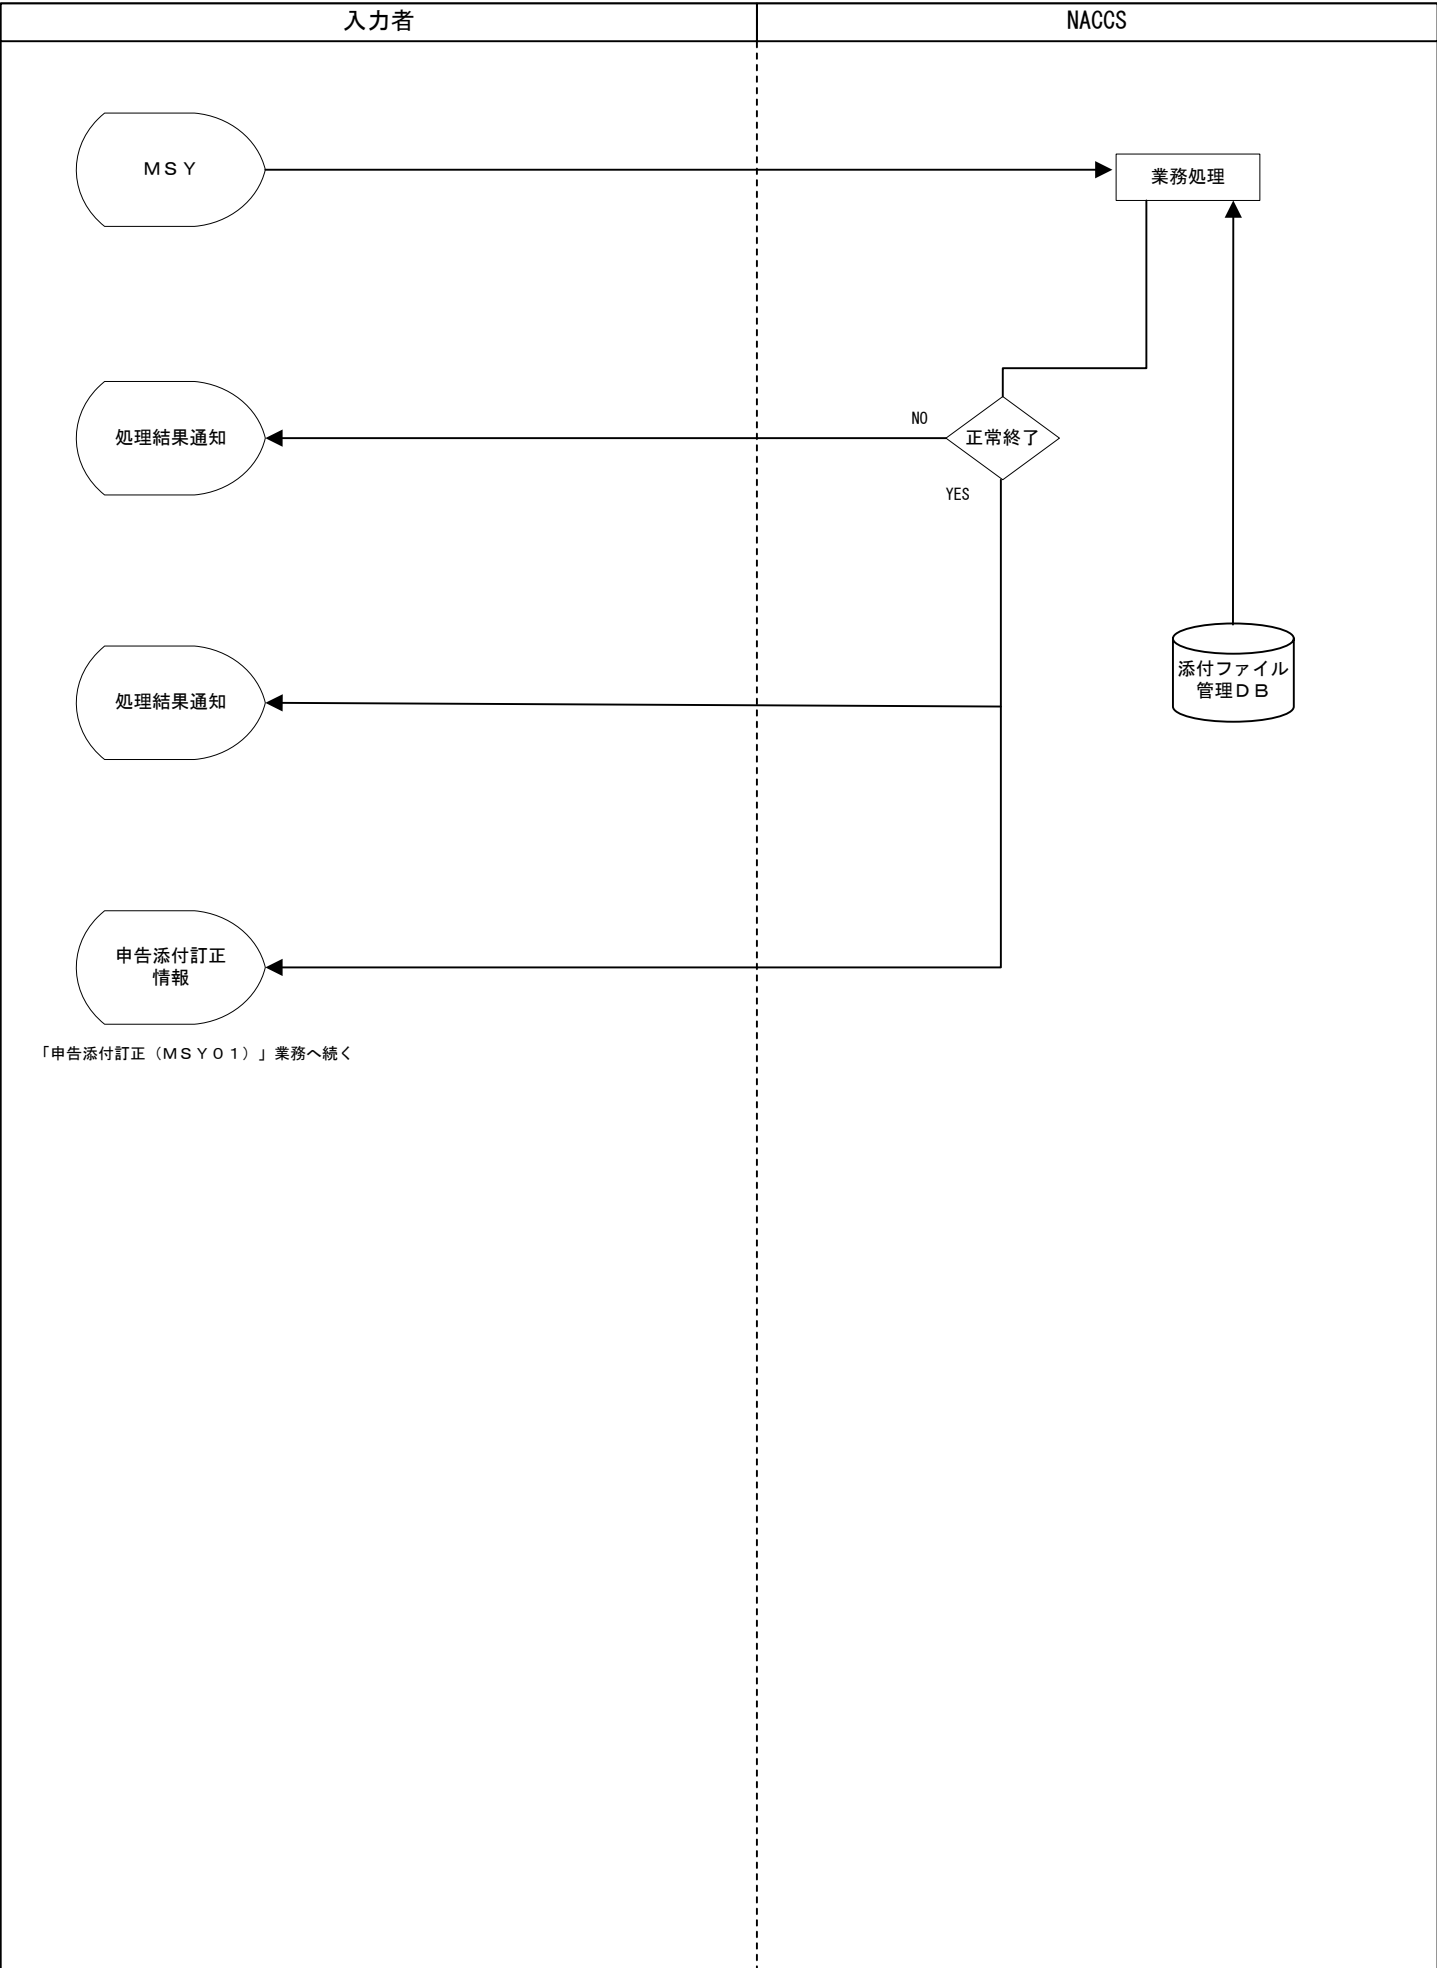 入力者
NACCS
ＭＳＹ
業務処理
処理結果通知
NO
正常終了
YES
処理結果通知
添付ファイル
管理ＤＢ
申告添付訂正
情報
「申告添付訂正（ＭＳＹ０１）」業務へ続く